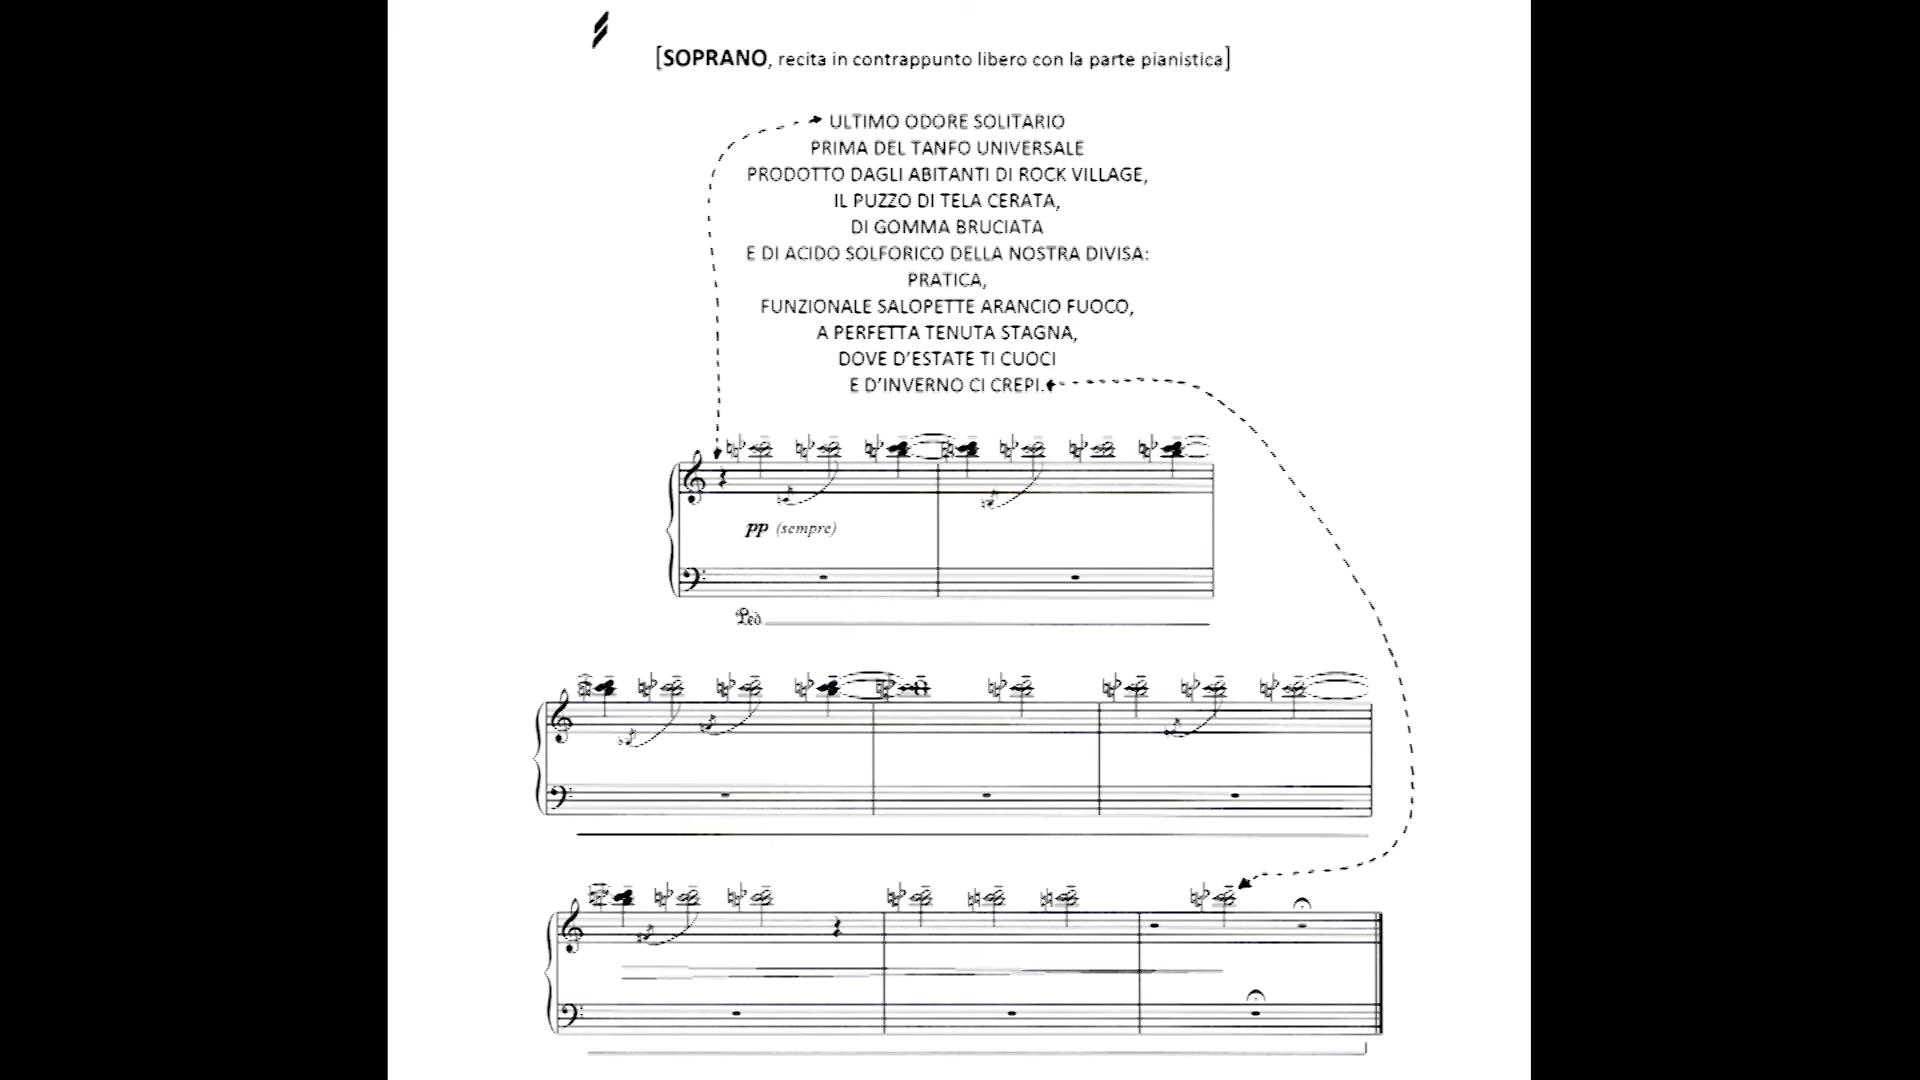 [SOPRANO, recita in contrappunto libero con la parte pianistica]
ULTIMO ODORE SOLITARIO
PRIMA DEL TANFO UNIVERSALE
PRODOTTO DAGLI ABITANTI DI ROCK VILLAGE,
IL PUZZO DI TELA CERATA,
DI GOMMA BRUCIATA
E DI ACIDO SOLFORICO DELLA NOSTRA DIVISA:
PRATICA,
FUNZIONALE SALOPETTE ARANCIO FUOCO,
A PERFETTA TENUTA STAGNA,
DOVE D'ESTATE TI CUOCI
E D'INVERNO CI CREPI.
pp (sempre)
Ped.